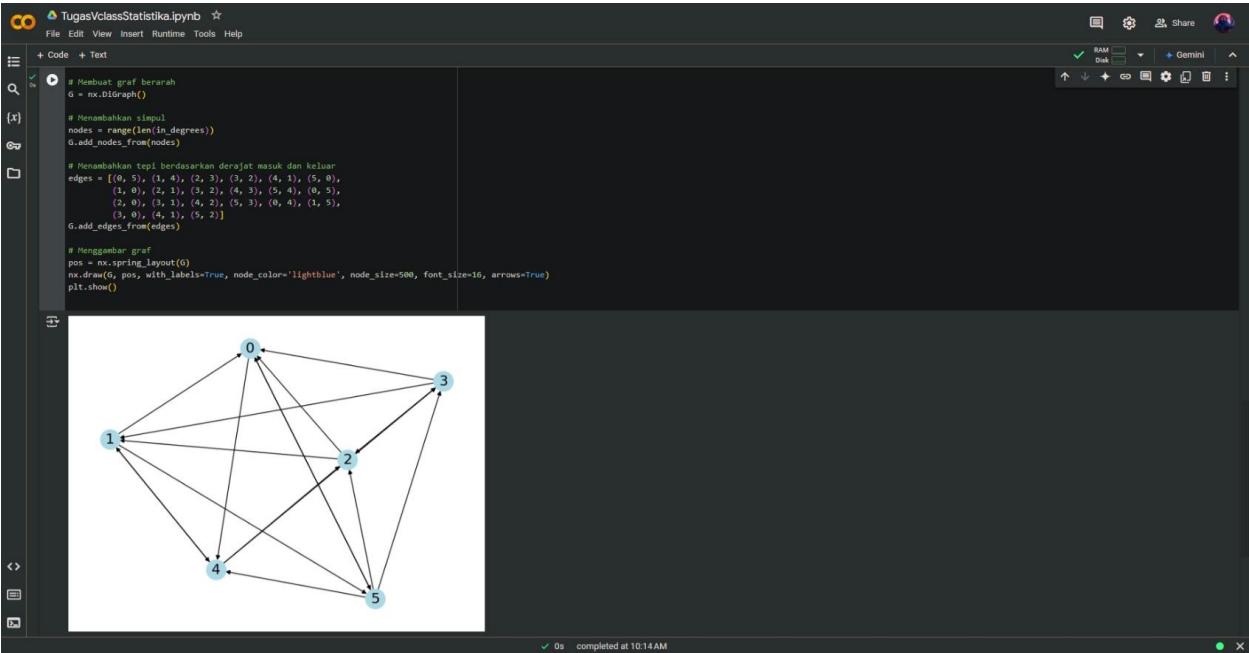 TugasVclassStatistika.ipynb
Share
File Edit View Insert Runtime Tools Help
+ Code + Text
RAM
Disk
Gemini
0s
{x}
# Membuat graf berarah
G = nx.DiGraph()
# Menambahkan simpul
nodes = range(len(in_degrees))
G.add_nodes_from(nodes)
# Menambahkan tepi berdasarkan derajat masuk dan keluar
edges = [(0, 5), (1, 4), (2, 3), (3, 2), (4, 1), (5, 0),
(1, 0), (2, 1), (3, 2), (4, 3), (5, 4), (0, 5),
(2, 0), (3, 1), (4, 2), (5, 3), (0, 4), (1, 5),
(3, 0), (4, 1), (5, 2)]
G.add_edges_from(edges)
# Menggambar graf
pos = nx.spring_layout(G)
nx.draw(G, pos, with_labels=True, node_color='lightblue', node_size=500, font_size=16, arrows=True)
plt.show()
0
3
1
2
4
5
0s completed at 10:14 AM